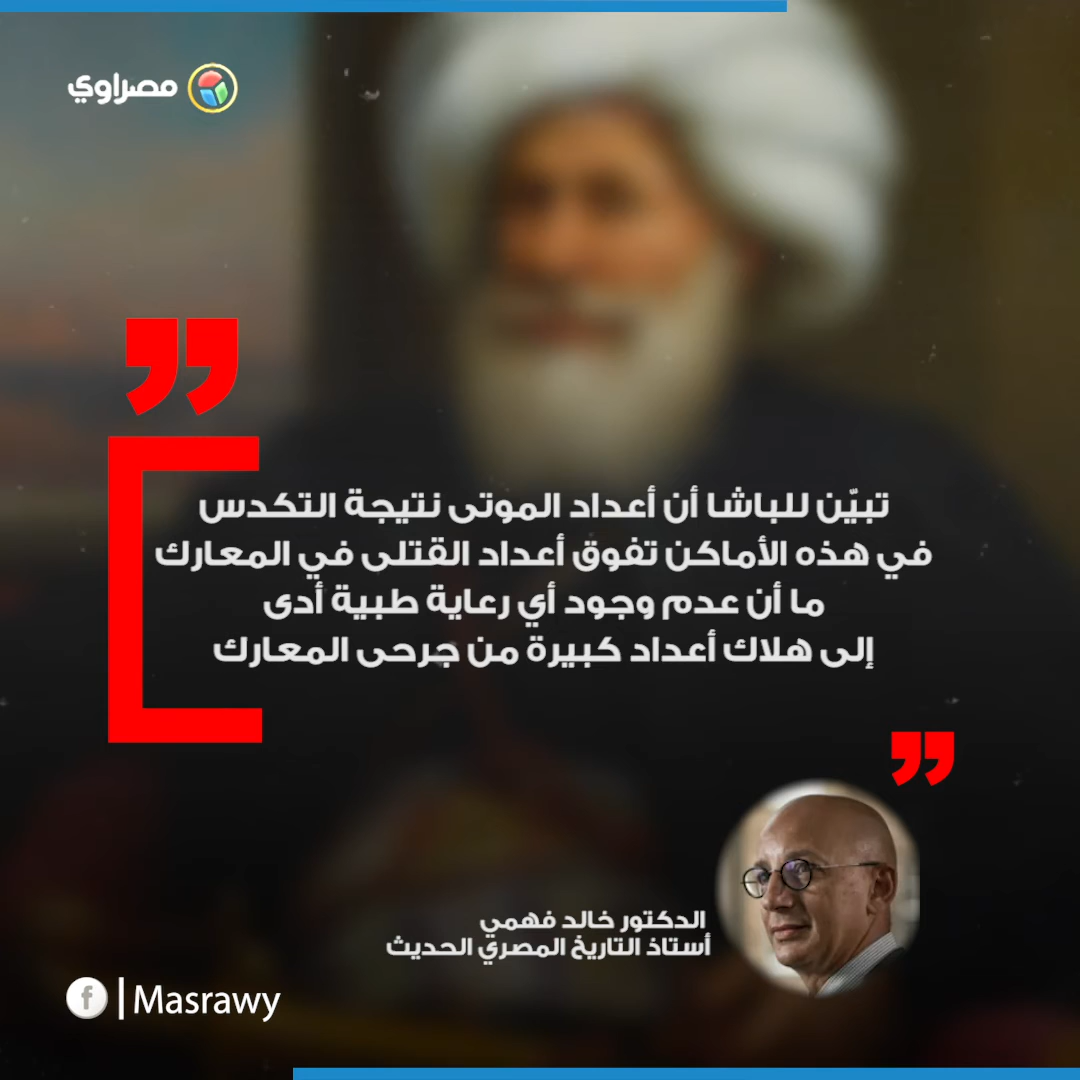 مصراوي
تبيّن للباشا أن أعداد الموتى نتيجة التكدس
في هذه الأماكن تفوق أعداد القتلى في المعارك
ما أن عدم وجود أي رعاية طبية أدى
إلى هلاك أعداد كبيرة من جرحى المعارك
الدكتور خالد فهمي
أستاذ التاريخ المصري الحديث
f | Masrawy